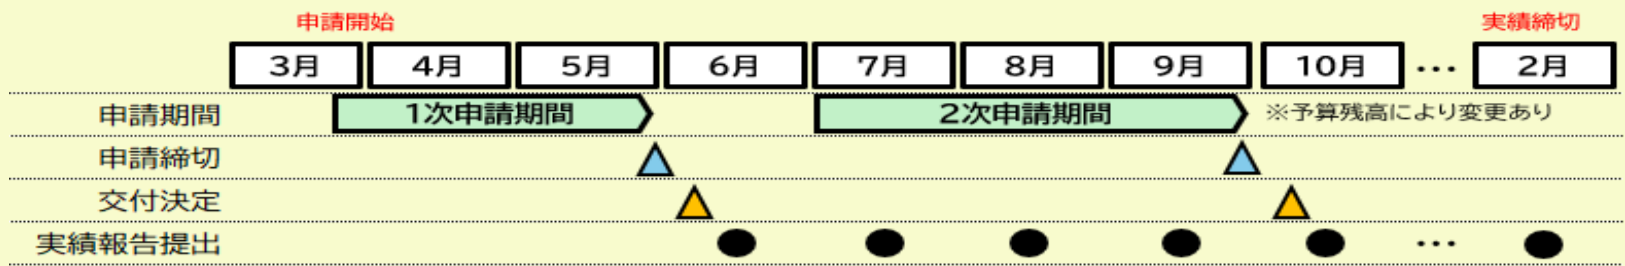 申請開始 実績締切
3月 4月 5月 6月 7月 8月 9月 10月 … 2月
申請期間 1次申請期間 2次申請期間 ※予算残高により変更あり
申請締切
交付決定
実績報告提出 …